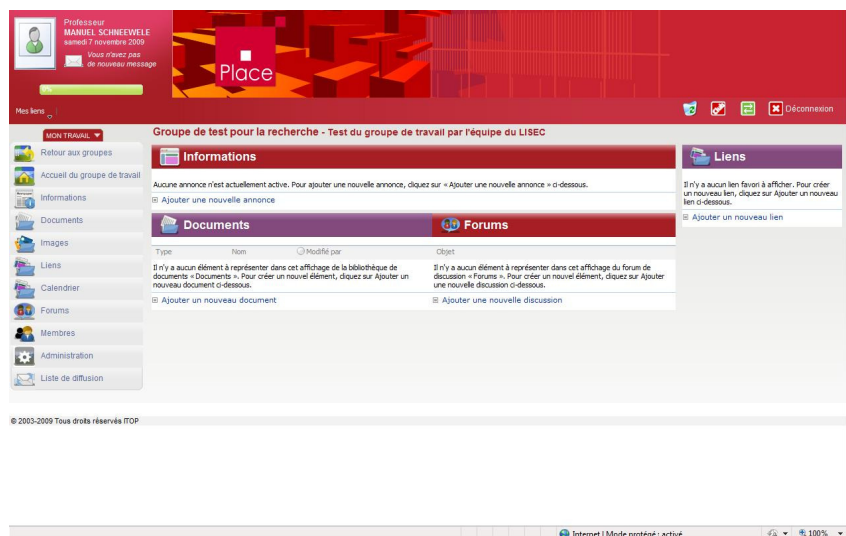 Professeur
MANUEL SCHNEEWELE
samedi 7 novembre 2009
Vous n'avez pas
de nouveau message
0%
Place
Mes liens
Déconnexion
MON TRAVAIL
Retour aux groupes
Accueil du groupe de travail
Informations
Documents
Images
Liens
Calendrier
Forums
Membres
Administration
Liste de diffusion
Groupe de test pour la recherche - Test du groupe de travail par l'équipe du LISEC
Informations
Aucune annonce n'est actuellement active. Pour ajouter une nouvelle annonce, cliquez sur « Ajouter une nouvelle annonce » ci-dessous.
Ajouter une nouvelle annonce
Documents
Type Nom Modifié par
Il n'y a aucun élément à représenter dans cet affichage de la bibliothèque de
documents « Documents ». Pour créer un nouvel élément, cliquez sur Ajouter un
nouveau document ci-dessous.
Ajouter un nouveau document
Forums
Objet
Il n'y a aucun élément à représenter dans cet affichage du forum de
discussion « Forums ». Pour créer un nouvel élément, cliquez sur Ajouter
une nouvelle discussion ci-dessous.
Ajouter une nouvelle discussion
Liens
Il n'y a aucun lien favori à afficher. Pour créer
un nouveau lien, cliquez sur Ajouter un nouveau
lien ci-dessous.
Ajouter un nouveau lien
© 2003-2009 Tous droits réservés ITOP
Internet | Mode protégé : activé
100%